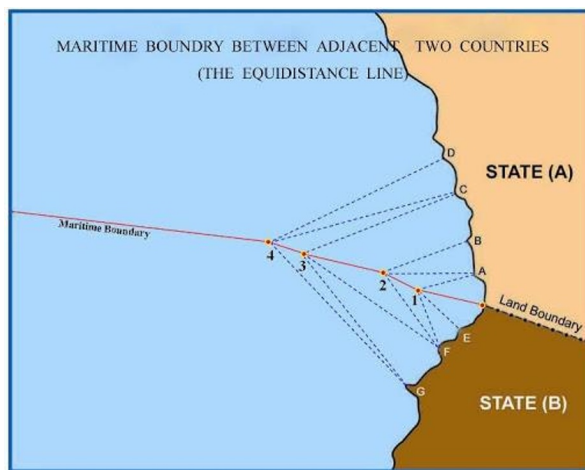 MARITIME BOUNDRY BETWEEN ADJACENT TWO COUNTRIES
(THE EQUIDISTANCE LINE)
D
C
STATE (A)
B
Maritime Boundary
4
3
2
A
1
Land Boundary
E
F
G
STATE (B)